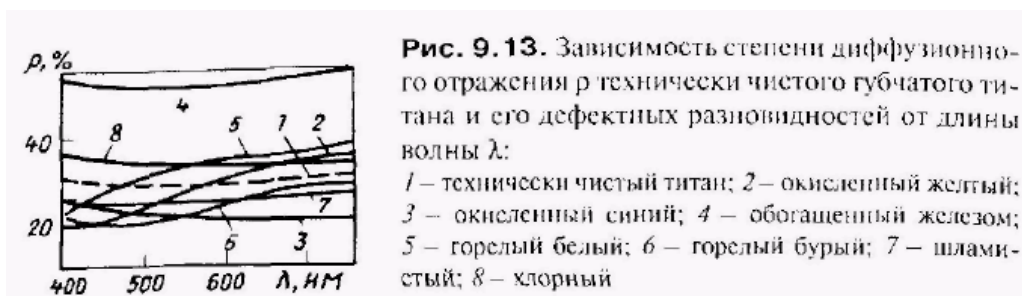 Рис. 9.13. Зависимость степени диффузионно-
го отражения ρ технически чистого губчатого ти-
тана и его дефектных разновидностей от длины
волны λ:
1 – технически чистый титан; 2 – окисленный желтый;
3 – окисленный синий; 4 – обогащенный железом;
5 – горелый белый; 6 – горелый бурый; 7 – шлами-
стый; 8 – хлорный
ρ, %
40
20
400 500 600 λ, нм
4
8 5 1 2
6 3 7